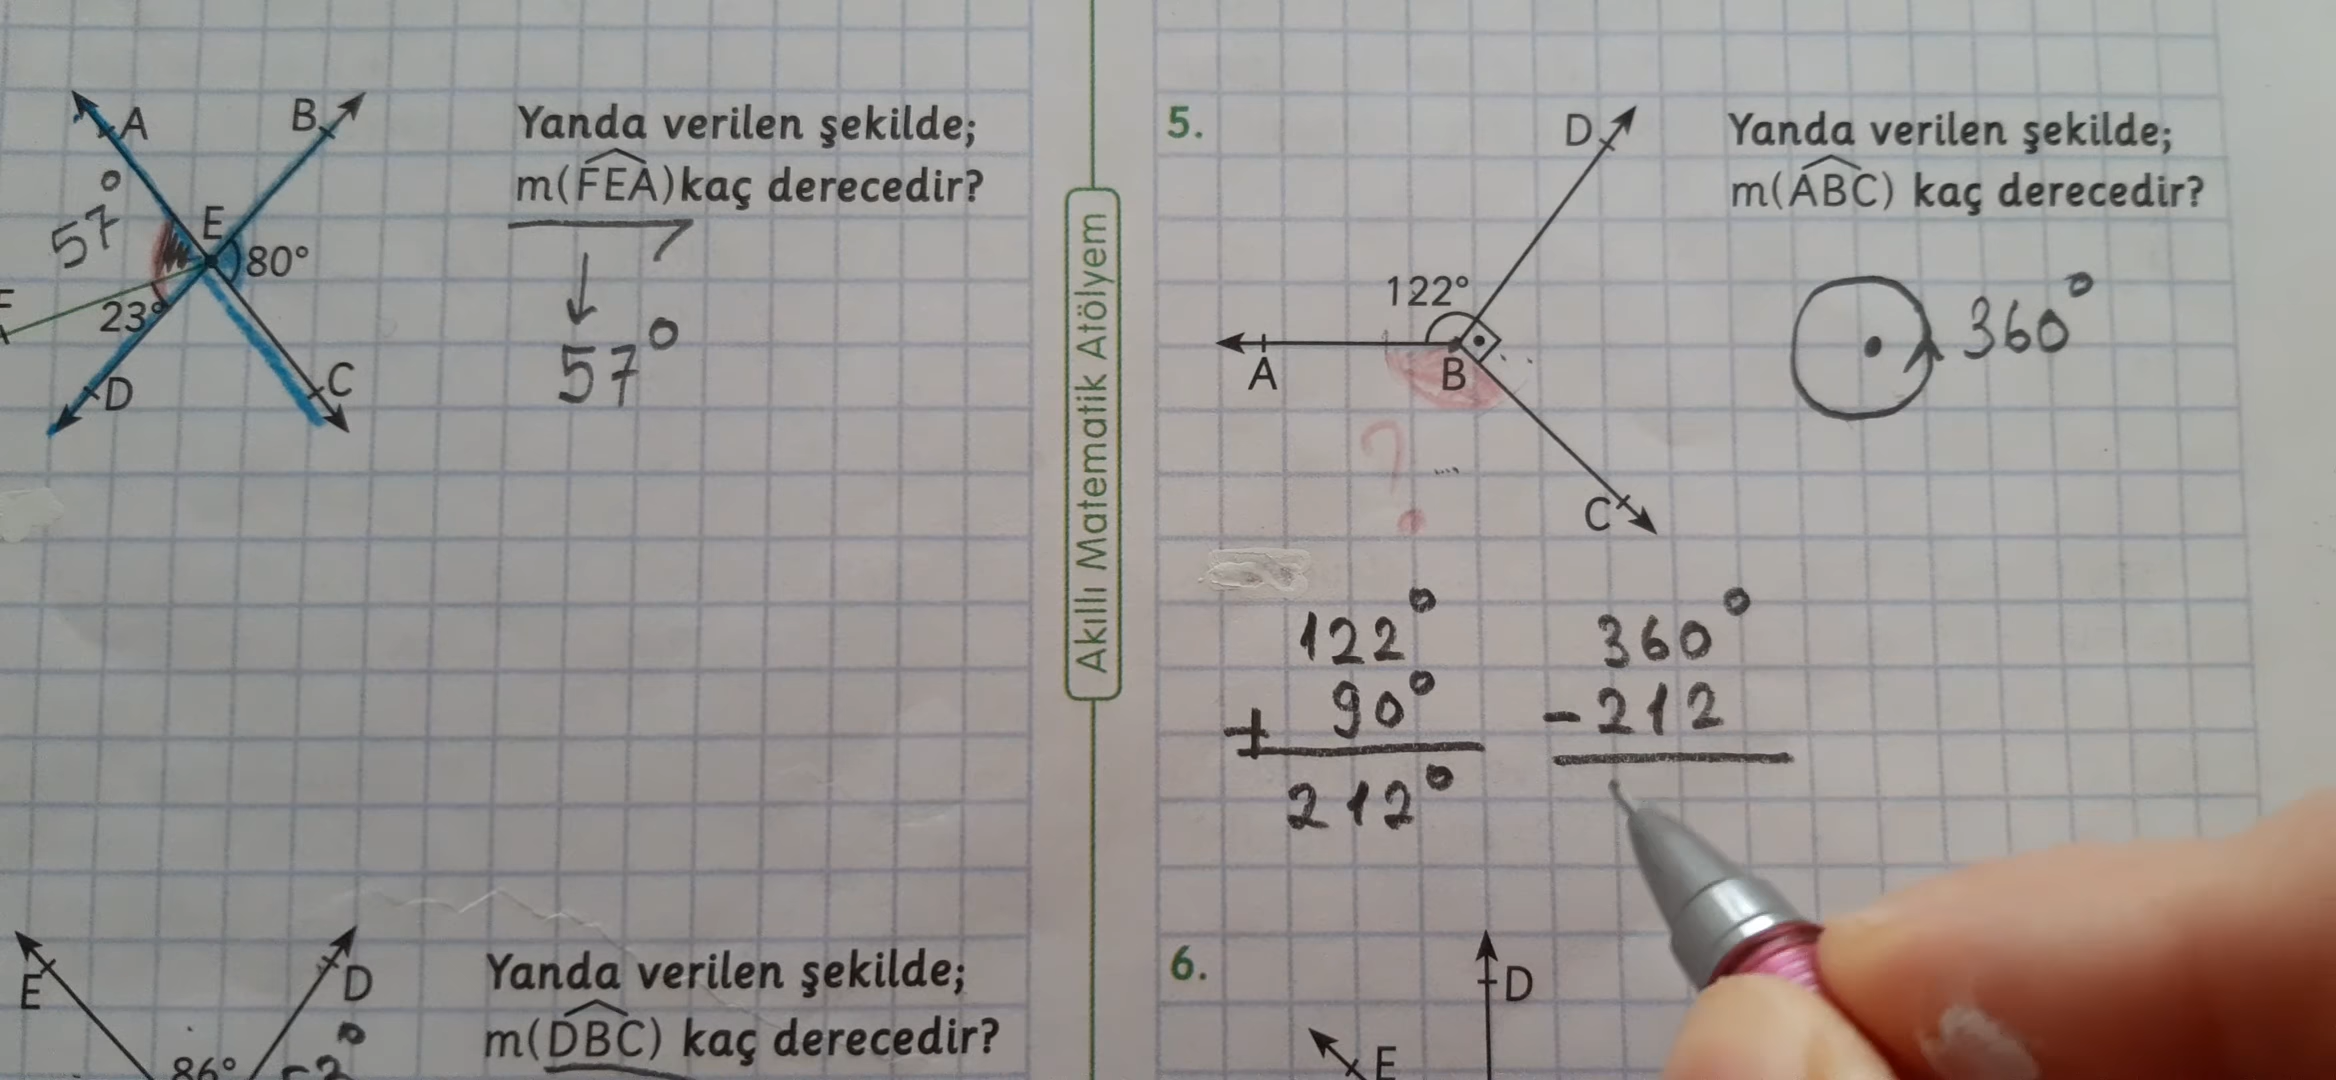 A
B
57°
E
80°
23°
D
C
Yanda verilen şekilde;
m(FEA)kaç derecedir?
57°
E
D
86°
Yanda verilen şekilde;
m(DBC) kaç derecedir?
Akıllı Matematik Atölyem
5.
D
122°
A
B
C
?
Yanda verilen şekilde;
m(ABC) kaç derecedir?
360°
122°
+ 90°
212°
360°
-212
6.
D
E